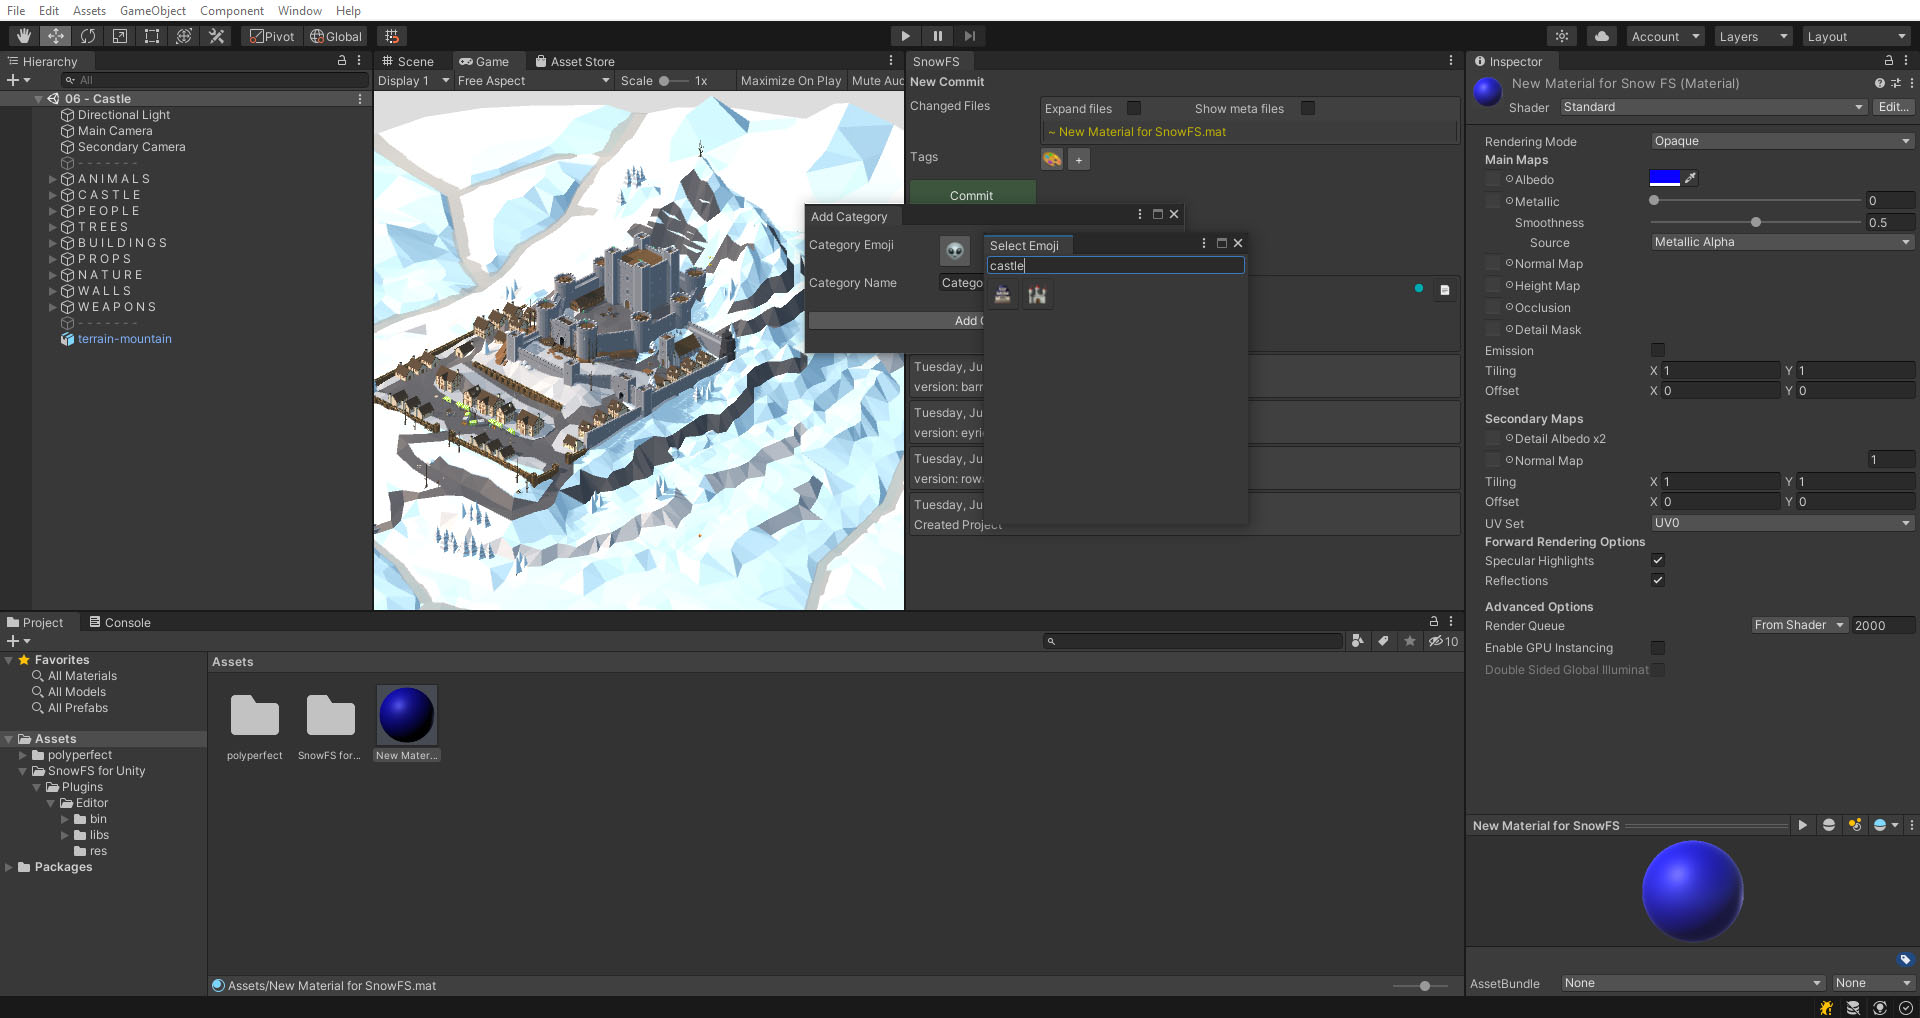 File Edit Assets GameObject Component Window Help
Pivot Global Account Layers Layout
Hierarchy
All
06 - Castle
Directional Light
Main Camera
Secondary Camera
- - - - - - -
ANIMALS
CASTLE
PEOPLE
TREES
BUILDINGS
PROPS
NATURE
WALLS
WEAPONS
- - - - - - -
terrain-mountain
Scene Game Asset Store
Display 1 Free Aspect Scale 1x Maximize On Play Mute Auc
SnowFS
New Commit
Changed Files Expand files Show meta files
~ New Material for SnowFS.mat
Tags +
Commit
Add Category
Category Emoji
Category Name Catego
Add C
Select Emoji
castle
Tuesday, Ju
version: barr
Tuesday, Ju
version: eyri
Tuesday, Ju
version: row
Tuesday, Ju
Created Project
Inspector
New Material for Snow FS (Material)
Shader Standard Edit...
Rendering Mode Opaque
Main Maps
Albedo
Metallic 0
Smoothness 0.5
Source Metallic Alpha
Normal Map
Height Map
Occlusion
Detail Mask
Emission
Tiling X 1 Y 1
Offset X 0 Y 0
Secondary Maps
Detail Albedo x2
Normal Map 1
Tiling X 1 Y 1
Offset X 0 Y 0
UV Set UV0
Forward Rendering Options
Specular Highlights
Reflections
Advanced Options
Render Queue From Shader 2000
Enable GPU Instancing
Double Sided Global Illuminat
New Material for SnowFS
AssetBundle None None
Project Console
10
Favorites
All Materials
All Models
All Prefabs
Assets
polyperfect
SnowFS for Unity
Plugins
Editor
bin
libs
res
Packages
Assets
polyperfect SnowFS for... New Mater...
Assets/New Material for SnowFS.mat